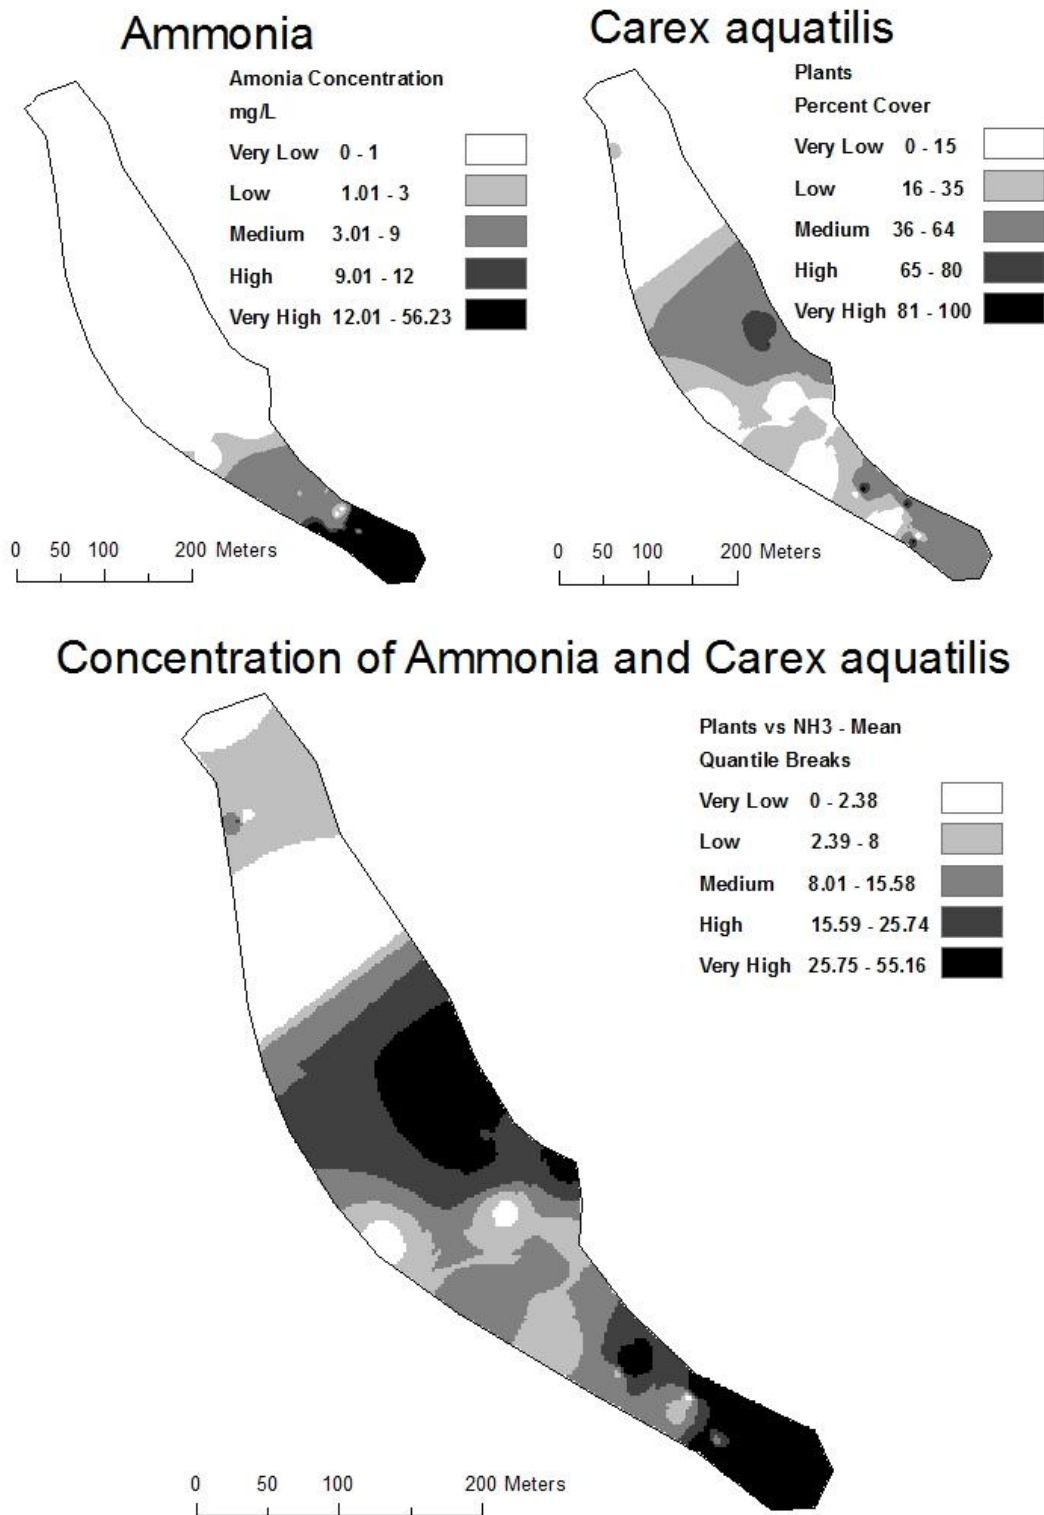 Ammonia
Amonia Concentration
mg/L
Very Low 0 - 1
Low 1.01 - 3
Medium 3.01 - 9
High 9.01 - 12
Very High 12.01 - 56.23
0 50 100 200 Meters
Carex aquatilis
Plants
Percent Cover
Very Low 0 - 15
Low 16 - 35
Medium 36 - 64
High 65 - 80
Very High 81 - 100
0 50 100 200 Meters
Concentration of Ammonia and Carex aquatilis
Plants vs NH3 - Mean
Quantile Breaks
Very Low 0 - 2.38
Low 2.39 - 8
Medium 8.01 - 15.58
High 15.59 - 25.74
Very High 25.75 - 55.16
0 50 100 200 Meters